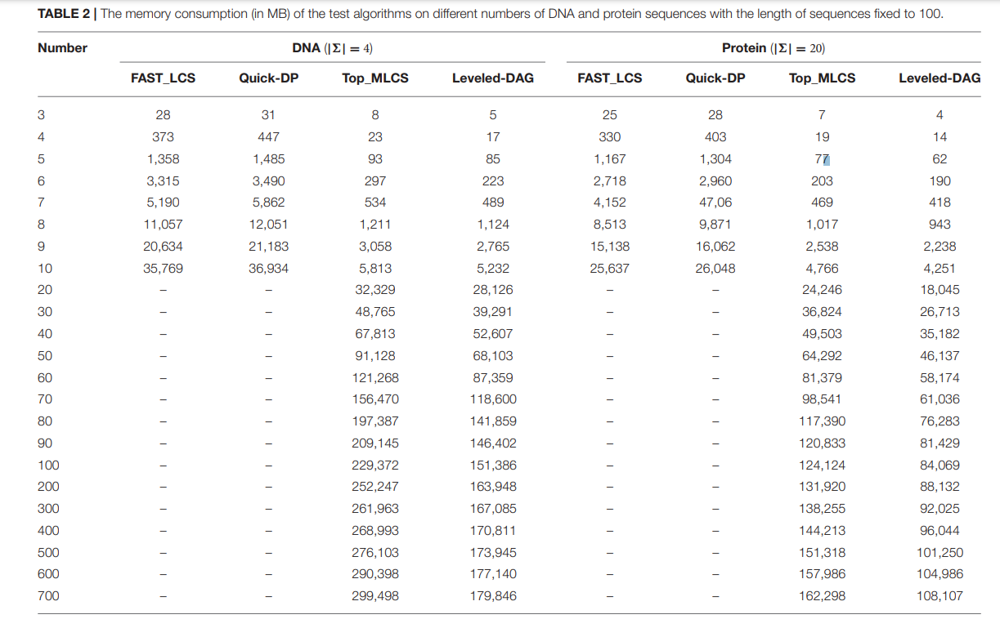 TABLE 2 | The memory consumption (in MB) of the test algorithms on different numbers of DNA and protein sequences with the length of sequences fixed to 100.
Number DNA (|Σ| = 4) Protein (|Σ| = 20)
FAST_LCS Quick-DP Top_MLCS Leveled-DAG FAST_LCS Quick-DP Top_MLCS Leveled-DAG
3 28 31 8 5 25 28 7 4
4 373 447 23 17 330 403 19 14
5 1,358 1,485 93 85 1,167 1,304 77 62
6 3,315 3,490 297 223 2,718 2,960 203 190
7 5,190 5,862 534 489 4,152 47,06 469 418
8 11,057 12,051 1,211 1,124 8,513 9,871 1,017 943
9 20,634 21,183 3,058 2,765 15,138 16,062 2,538 2,238
10 35,769 36,934 5,813 5,232 25,637 26,048 4,766 4,251
20 – – 32,329 28,126 – – 24,246 18,045
30 – – 48,765 39,291 – – 36,824 26,713
40 – – 67,813 52,607 – – 49,503 35,182
50 – – 91,128 68,103 – – 64,292 46,137
60 – – 121,268 87,359 – – 81,379 58,174
70 – – 156,470 118,600 – – 98,541 61,036
80 – – 197,387 141,859 – – 117,390 76,283
90 – – 209,145 146,402 – – 120,833 81,429
100 – – 229,372 151,386 – – 124,124 84,069
200 – – 252,247 163,948 – – 131,920 88,132
300 – – 261,963 167,085 – – 138,255 92,025
400 – – 268,993 170,811 – – 144,213 96,044
500 – – 276,103 173,945 – – 151,318 101,250
600 – – 290,398 177,140 – – 157,986 104,986
700 – – 299,498 179,846 – – 162,298 108,107